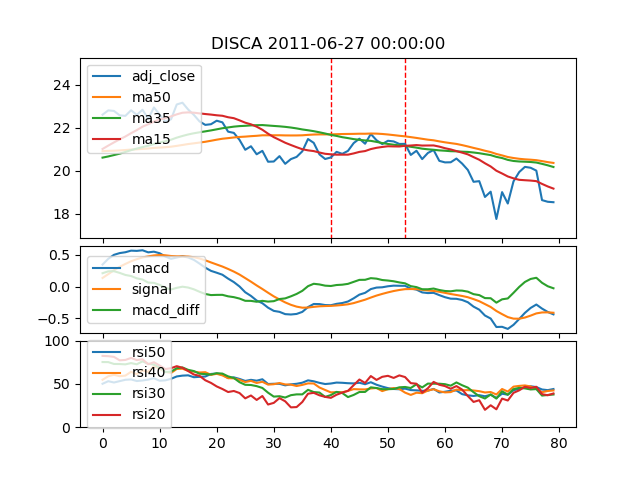 DISCA 2011-06-27 00:00:00
24
22
20
18
adj_close
ma50
ma35
ma15
0.5
0.0
−0.5
macd
signal
macd_diff
100
50
0
rsi50
rsi40
rsi30
rsi20
0 10 20 30 40 50 60 70 80